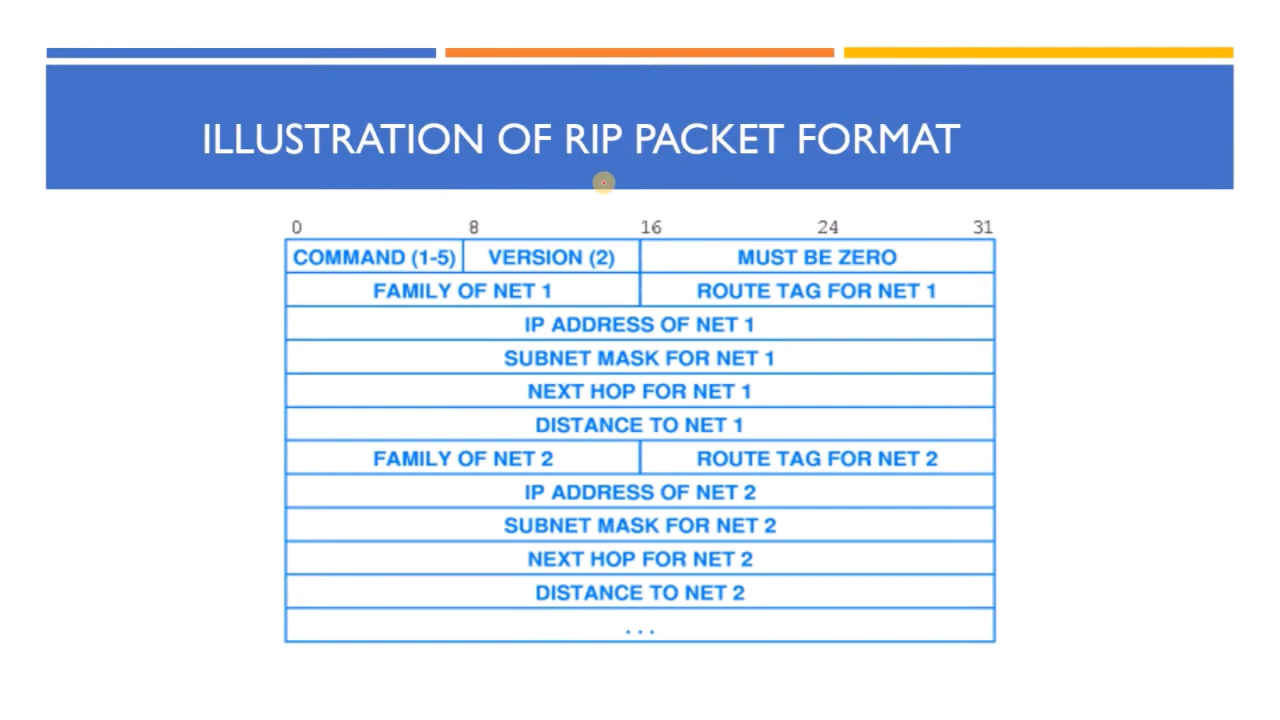 ILLUSTRATION OF RIP PACKET FORMAT
0 8 16 24 31
COMMAND (1-5) VERSION (2) MUST BE ZERO
FAMILY OF NET 1 ROUTE TAG FOR NET 1
IP ADDRESS OF NET 1
SUBNET MASK FOR NET 1
NEXT HOP FOR NET 1
DISTANCE TO NET 1
FAMILY OF NET 2 ROUTE TAG FOR NET 2
IP ADDRESS OF NET 2
SUBNET MASK FOR NET 2
NEXT HOP FOR NET 2
DISTANCE TO NET 2
. . .